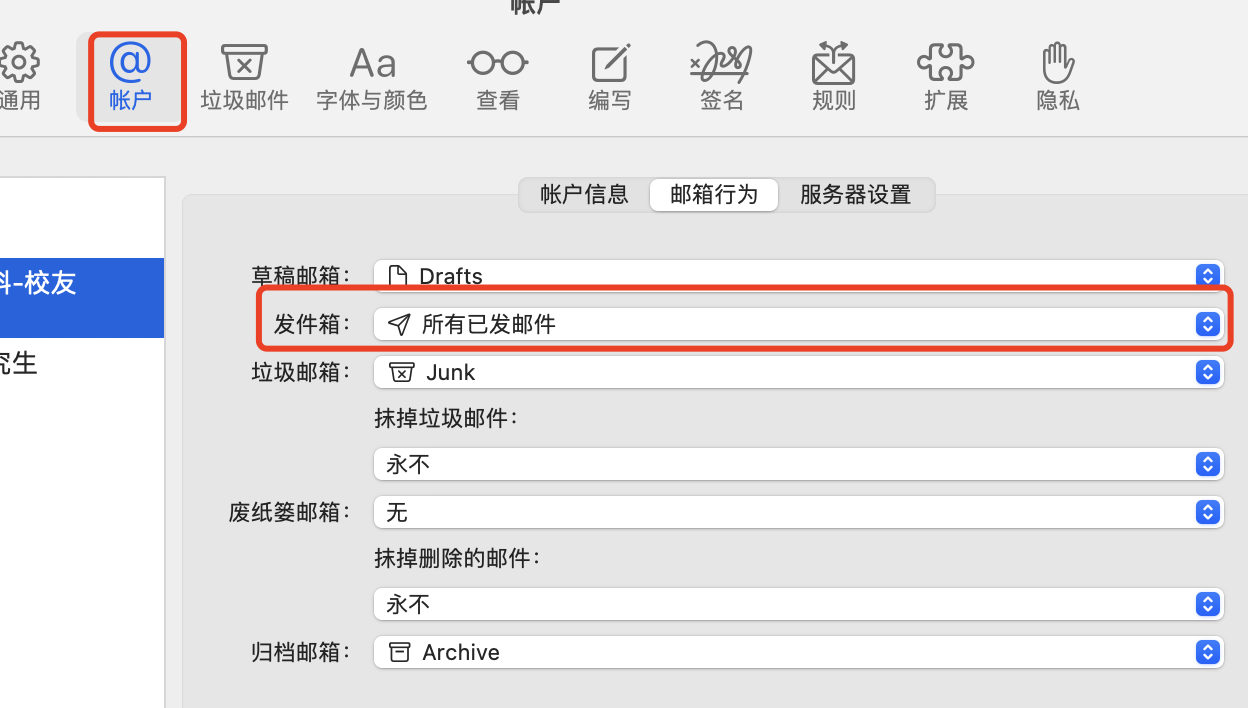 帐户
通用
帐户
垃圾邮件
Aa
字体与颜色
查看
编写
签名
规则
扩展
隐私
帐户信息
邮箱行为
服务器设置
-校友
生
草稿邮箱：
Drafts
发件箱：
所有已发邮件
垃圾邮箱：
Junk
抹掉垃圾邮件：
永不
废纸篓邮箱：
无
抹掉删除的邮件：
永不
归档邮箱：
Archive